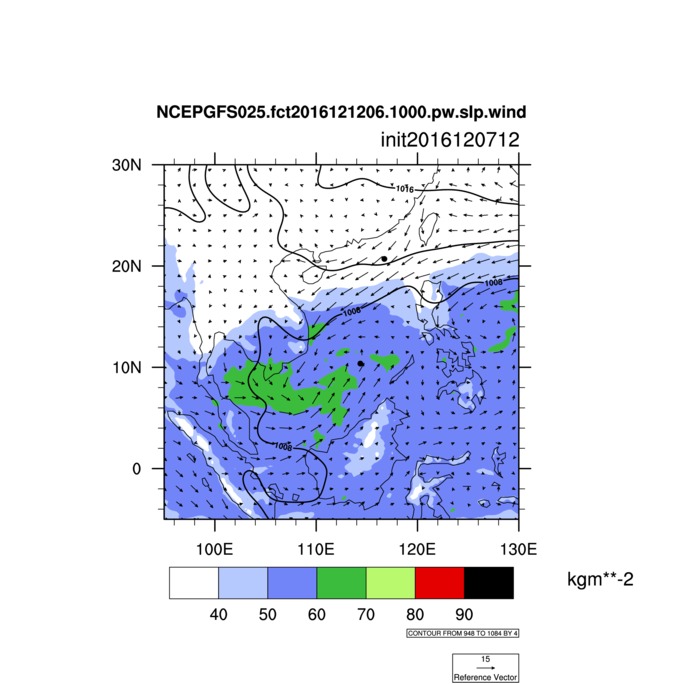 NCEPGFS025.fct2016121206.1000.pw.slp.wind
init2016120712
30N
1016
20N
1008
1008
10N
1008
0
100E 110E 120E 130E
kgm**-2
40 50 60 70 80 90
CONTOUR FROM 948 TO 1084 BY 4
15
Reference Vector